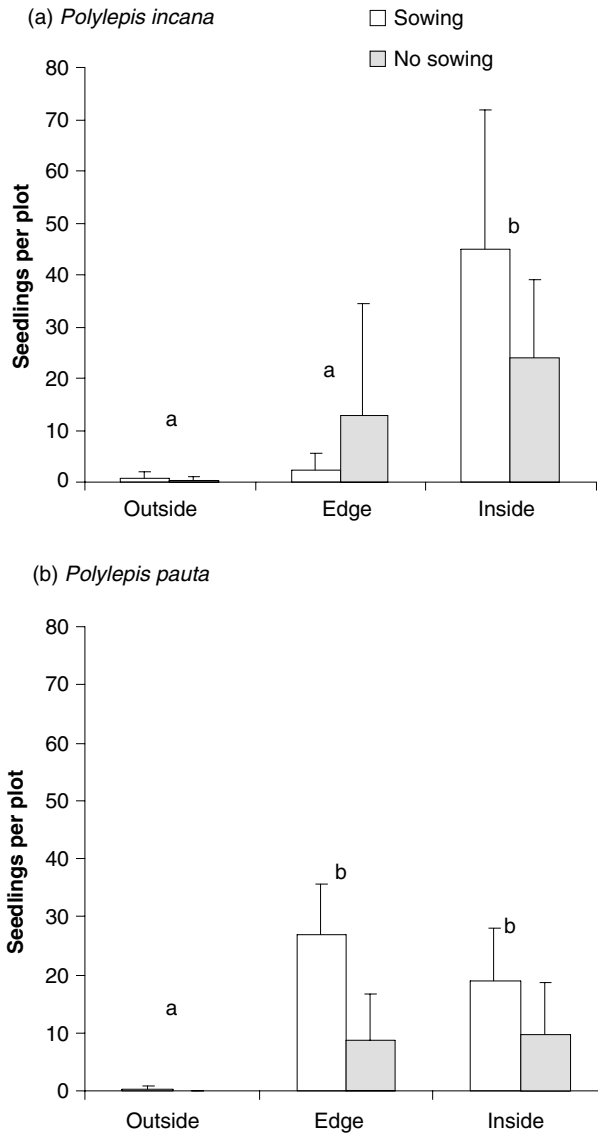 (a) Polylepis incana
Sowing
No sowing
80
70
60
50
40
30
20
10
0
Seedlings per plot
a
a
b
Outside Edge Inside
(b) Polylepis pauta
80
70
60
50
40
30
20
10
0
Seedlings per plot
a
b
b
Outside Edge Inside